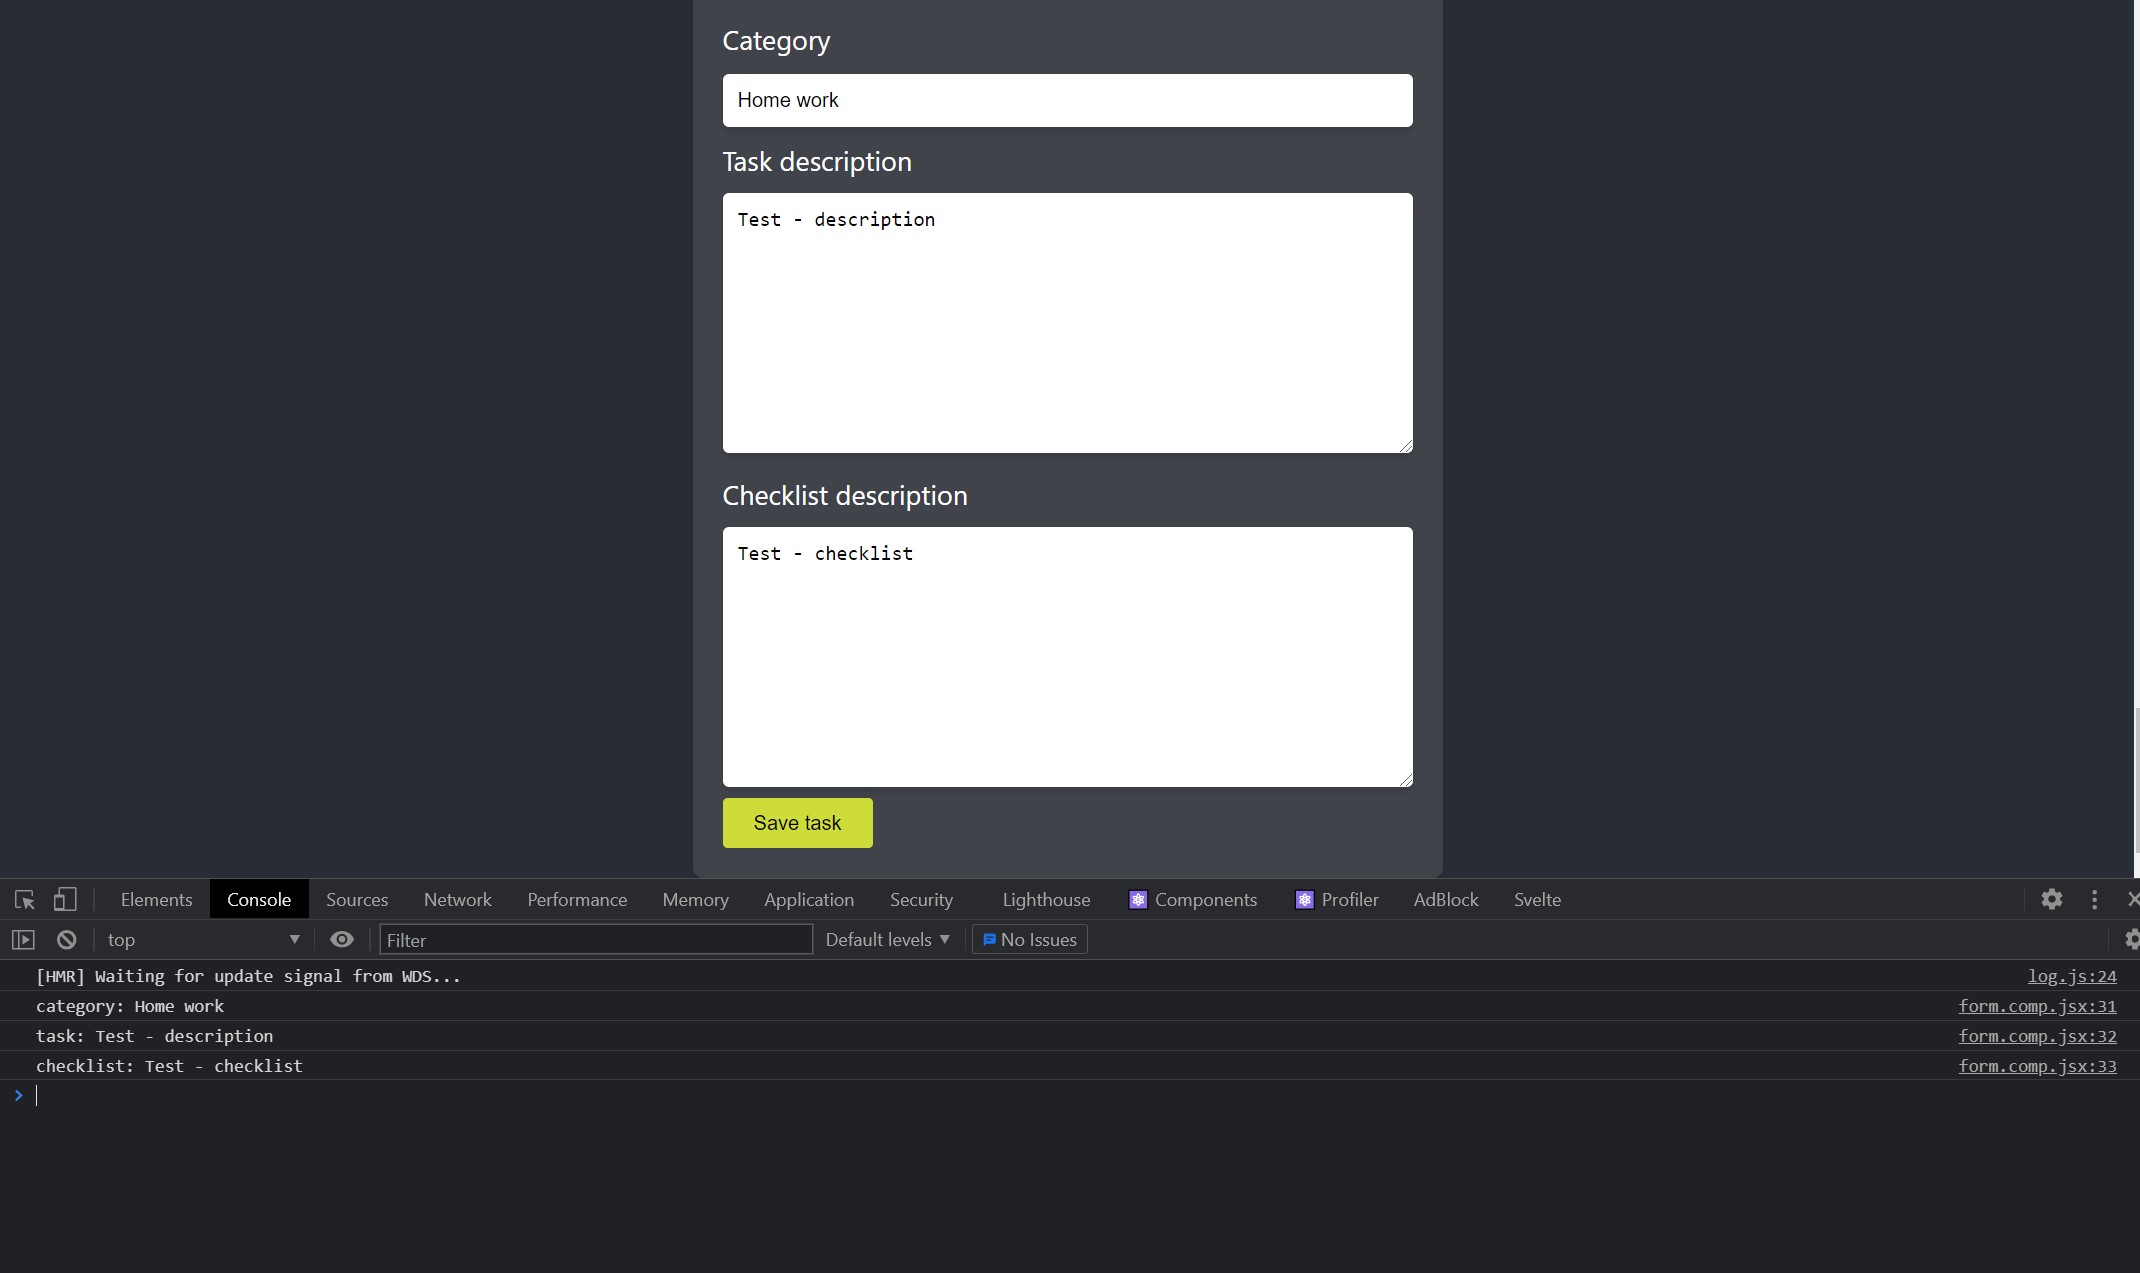 Category
Home work
Task description
Test - description
Checklist description
Test - checklist
Save task
Elements Console Sources Network Performance Memory Application Security Lighthouse Components Profiler AdBlock Svelte
top Filter Default levels No Issues
[HMR] Waiting for update signal from WDS... log.js:24
category: Home work form.comp.jsx:31
task: Test - description form.comp.jsx:32
checklist: Test - checklist form.comp.jsx:33